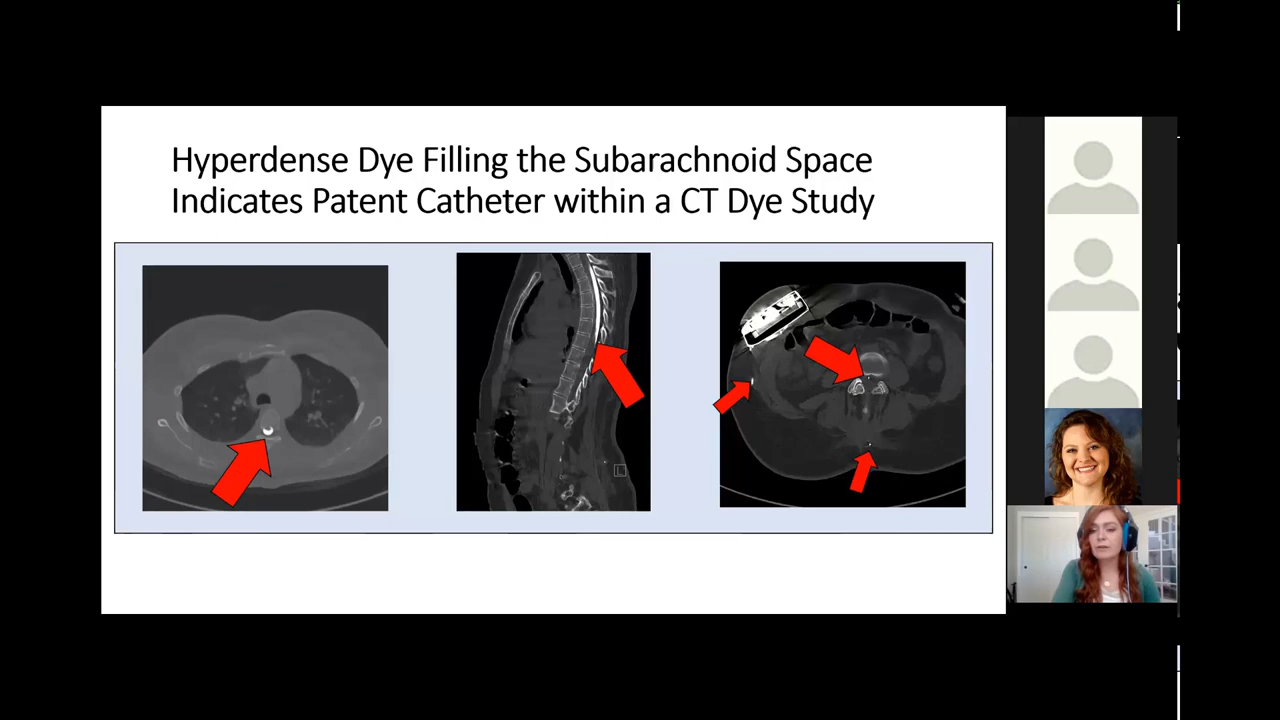 Hyperdense Dye Filling the Subarachnoid Space
Indicates Patent Catheter within a CT Dye Study
L